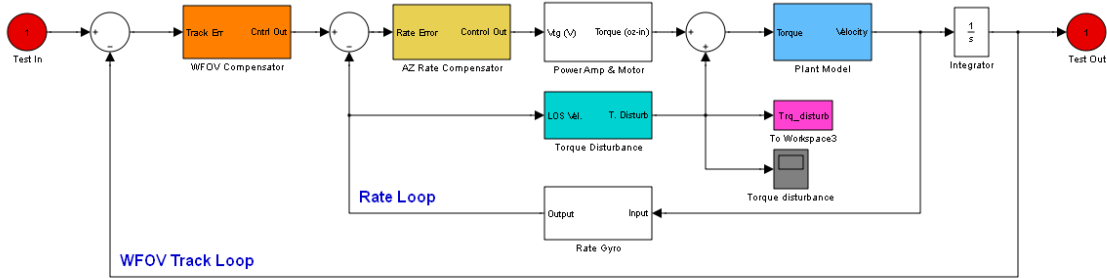 1
Test In
Track Err
Cntrl Out
WFOV Compensator
Rate Error
Control Out
AZ Rate Compensator
Vtg (V)
Torque (oz-in)
Power Amp & Motor
Torque
Velocity
Plant Model
1
s
Integrator
1
Test Out
LOS Vel.
T. Disturb
Torque Disturbance
Trq_disturb
To Workspace3
Torque disturbance
Rate Loop
Output
Input
Rate Gyro
WFOV Track Loop